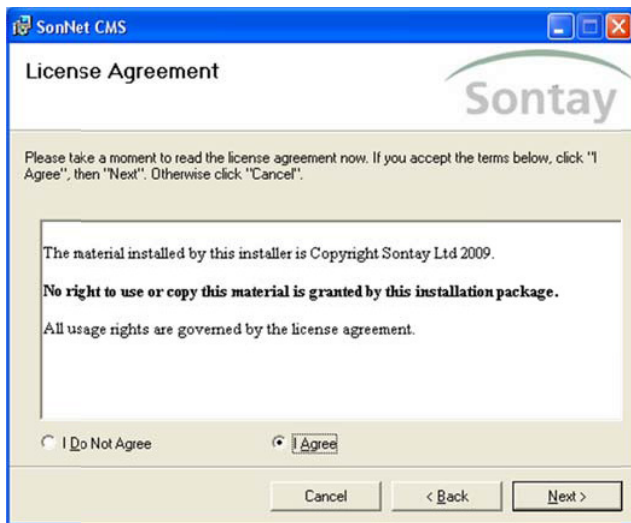 SonNet CMS
License Agreement
Sontay
Please take a moment to read the license agreement now. If you accept the terms below, click "I
Agree", then "Next". Otherwise click "Cancel".
The material installed by this installer is Copyright Sontay Ltd 2009.
No right to use or copy this material is granted by this installation package.
All usage rights are governed by the license agreement.
I Do Not Agree
I Agree
Cancel
< Back
Next >